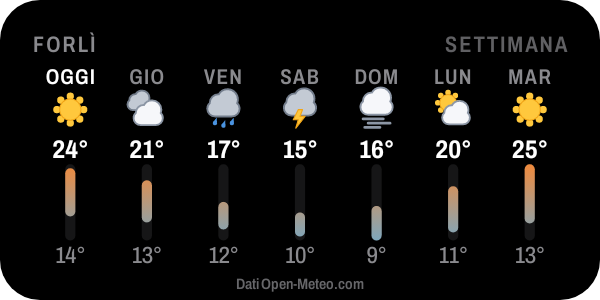 FORLÌ SETTIMANA
OGGI GIO VEN SAB DOM LUN MAR
24° 21° 17° 15° 16° 20° 25°
14° 13° 12° 10° 9° 11° 13°
Dati Open-Meteo.com